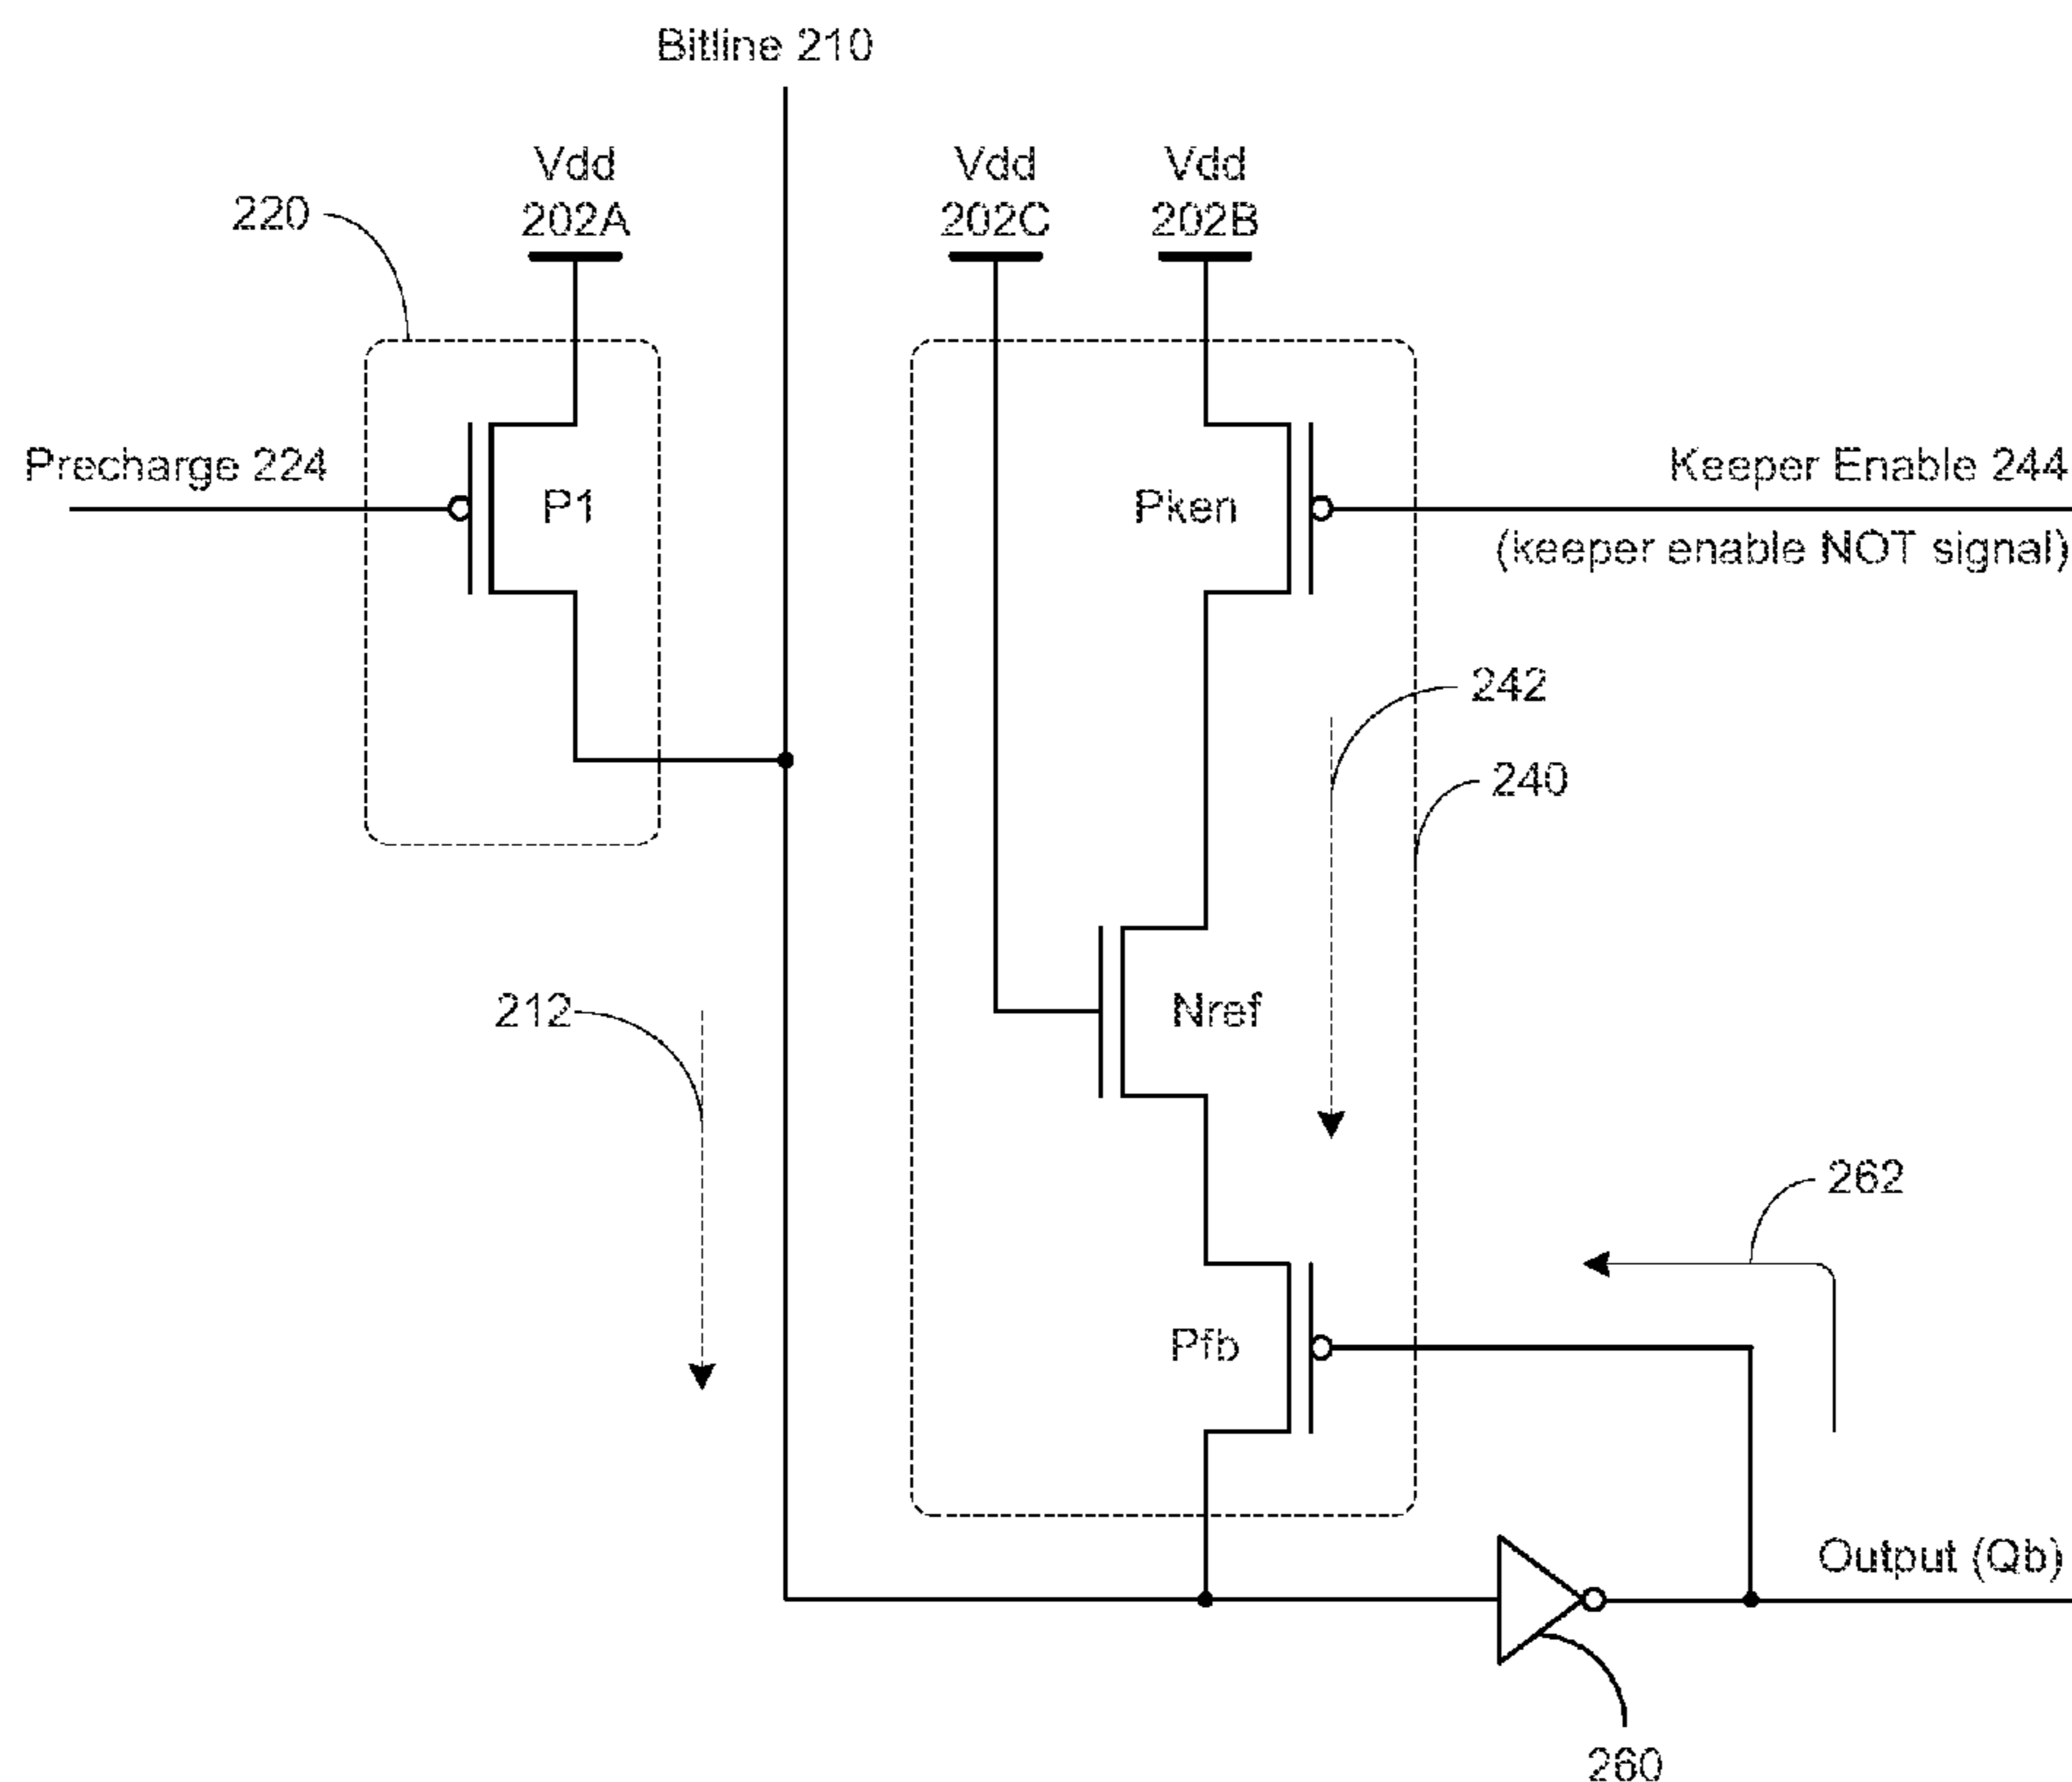 Bitline 210
Vdd
202A
Vdd
202C
Vdd
202B
220
Precharge 224
P1
Pken
Keeper Enable 244
(keeper enable NOT signal)
242
240
212
Nref
262
Pfb
Output (Qb)
260